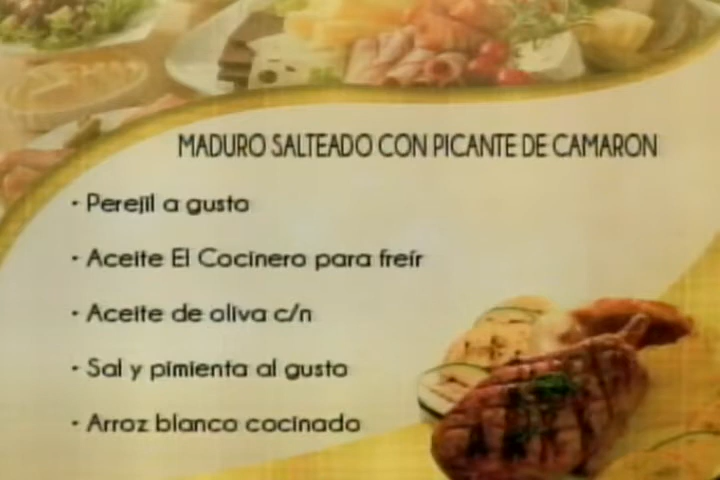 MADURO SALTEADO CON PICANTE DE CAMARON
• Perejil a gusto
• Aceite El Cocinero para freír
• Aceite de oliva c/n
• Sal y pimienta al gusto
• Arroz blanco cocinado